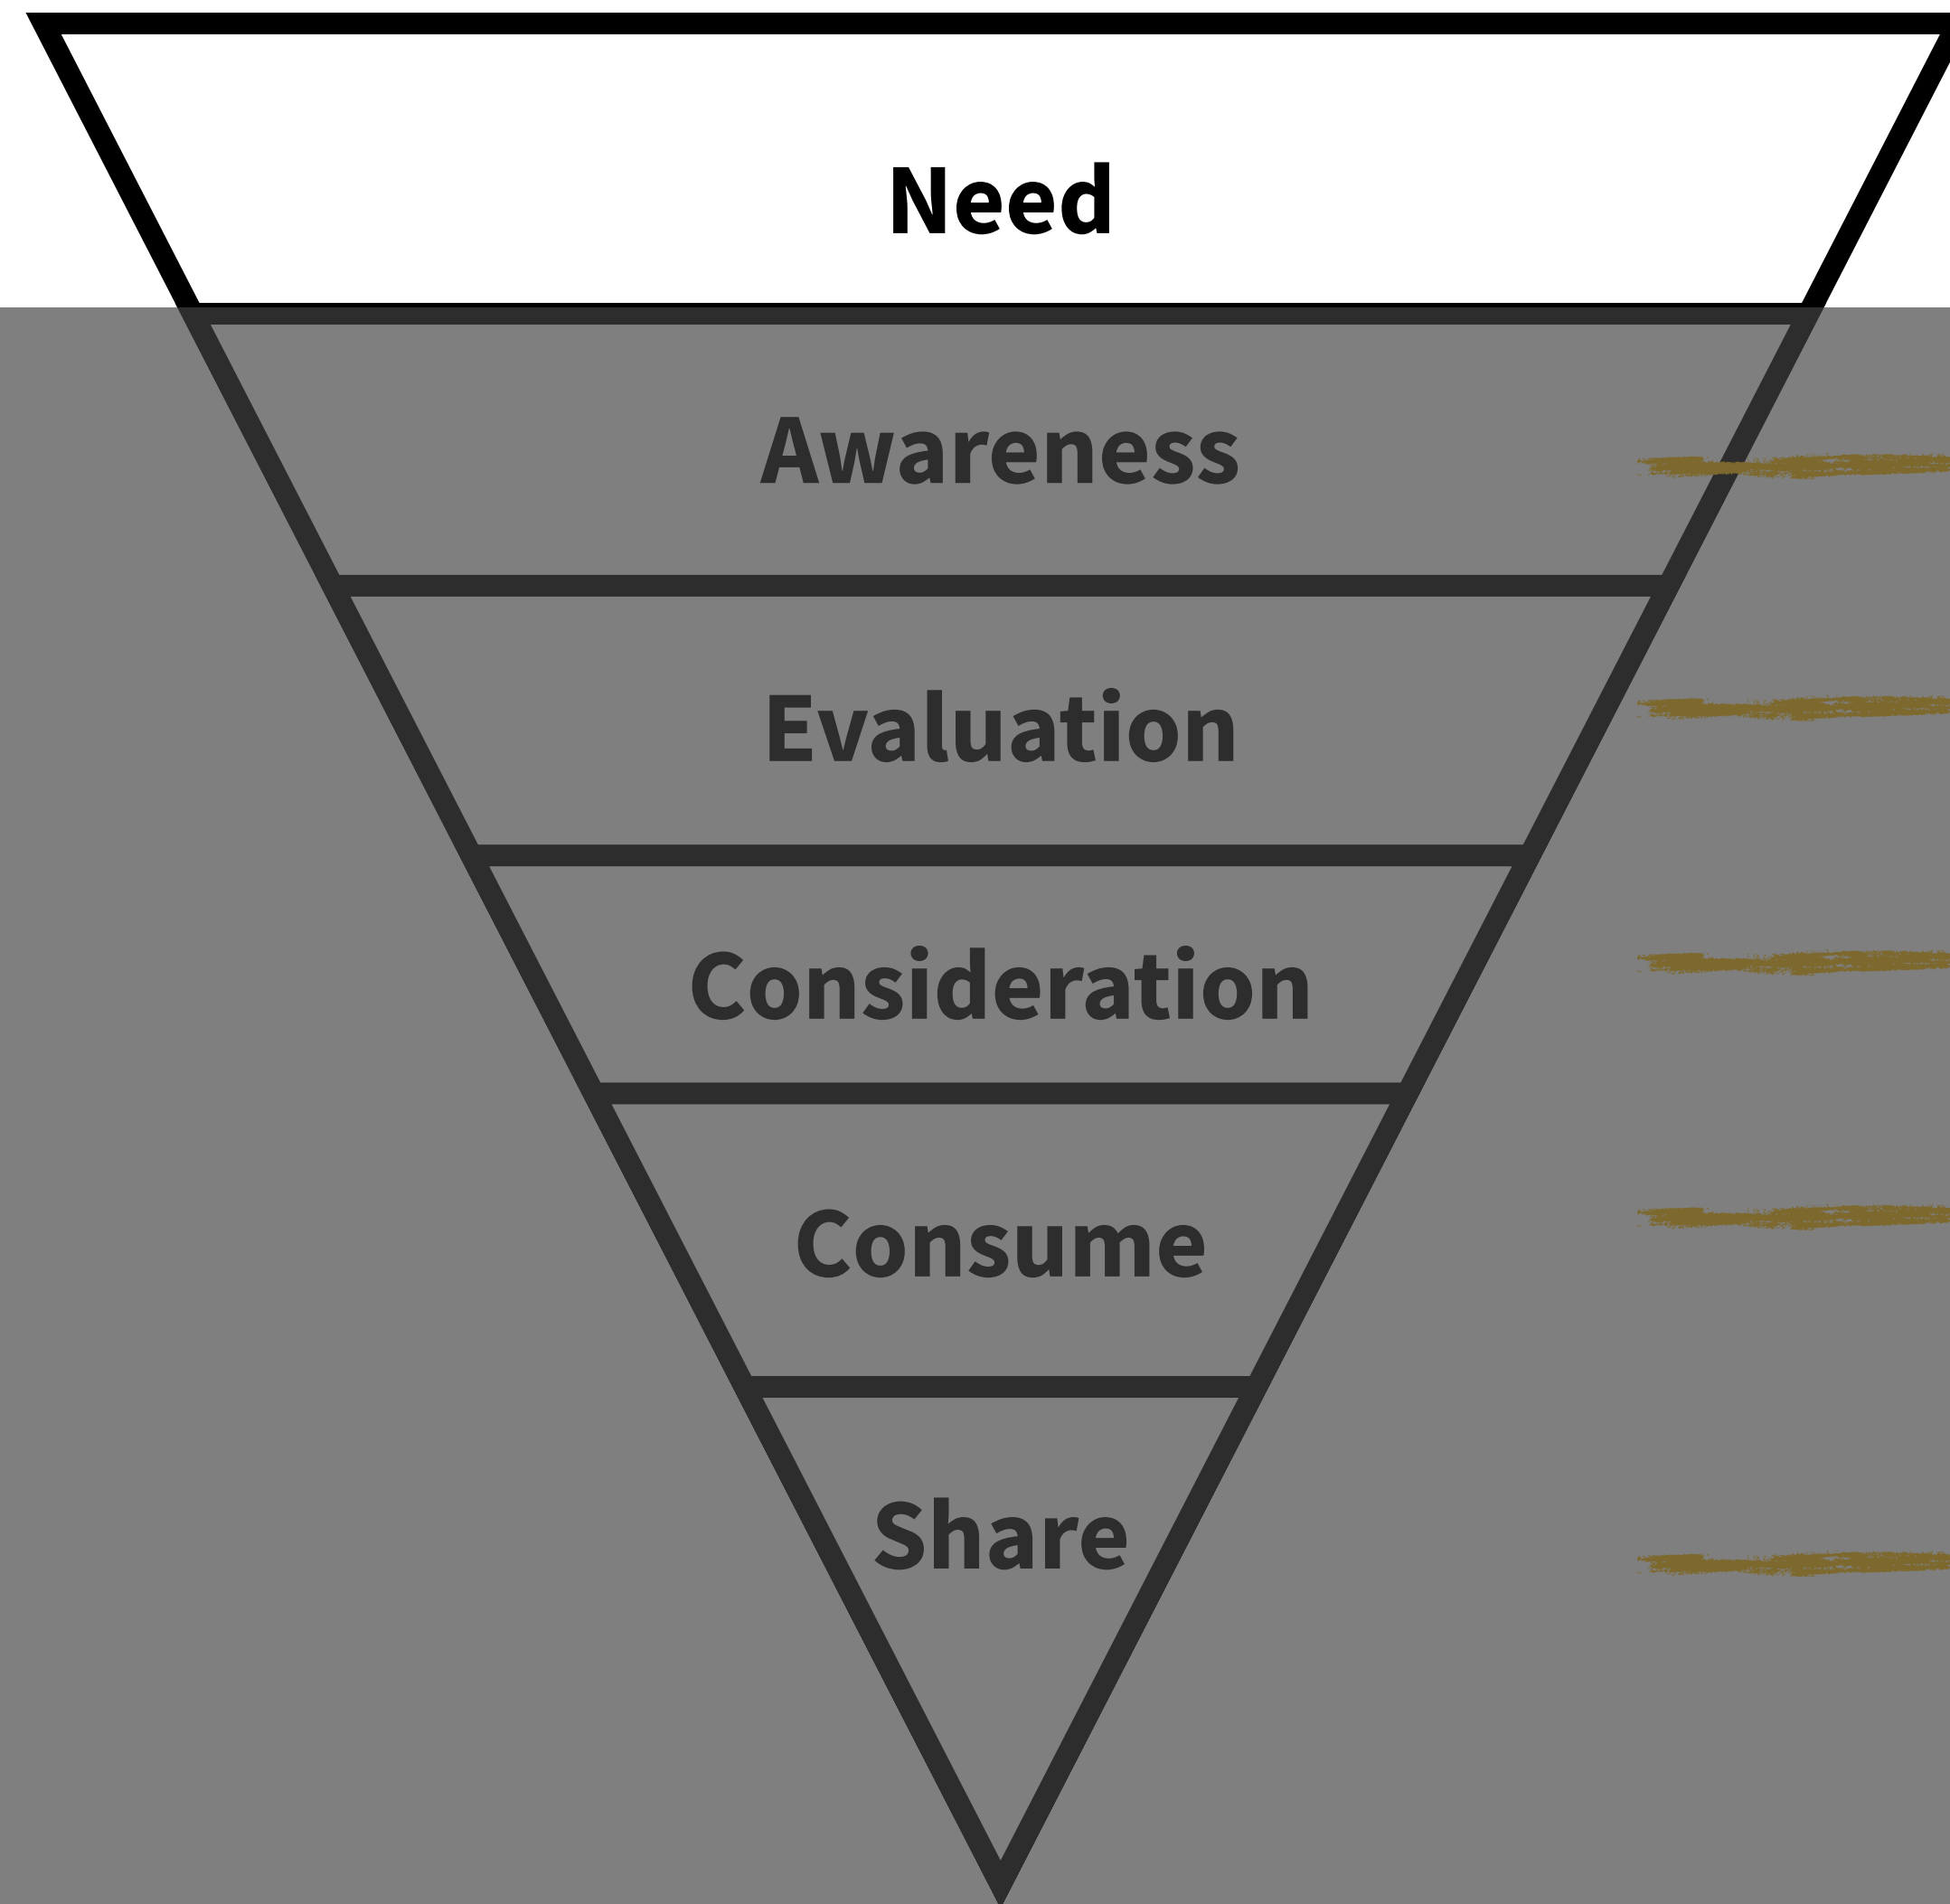 Need
Awareness
Evaluation
Consideration
Consume
Share